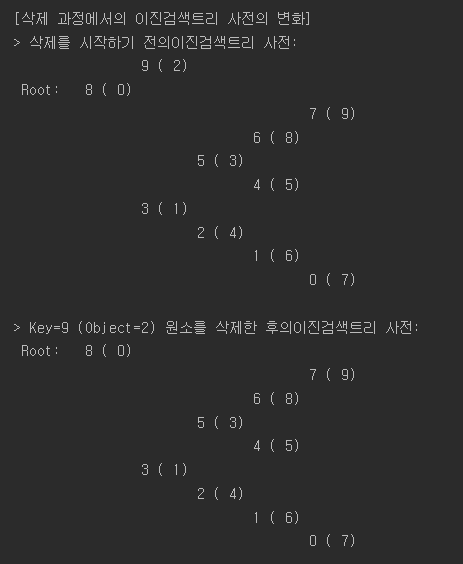 [삭제 과정에서의 이진검색트리 사전의 변화]
> 삭제를 시작하기 전의이진검색트리 사전:
9 ( 2)
Root: 8 ( 0)
7 ( 9)
6 ( 8)
5 ( 3)
4 ( 5)
3 ( 1)
2 ( 4)
1 ( 6)
0 ( 7)
> Key=9 (Object=2) 원소를 삭제한 후의이진검색트리 사전:
Root: 8 ( 0)
7 ( 9)
6 ( 8)
5 ( 3)
4 ( 5)
3 ( 1)
2 ( 4)
1 ( 6)
0 ( 7)